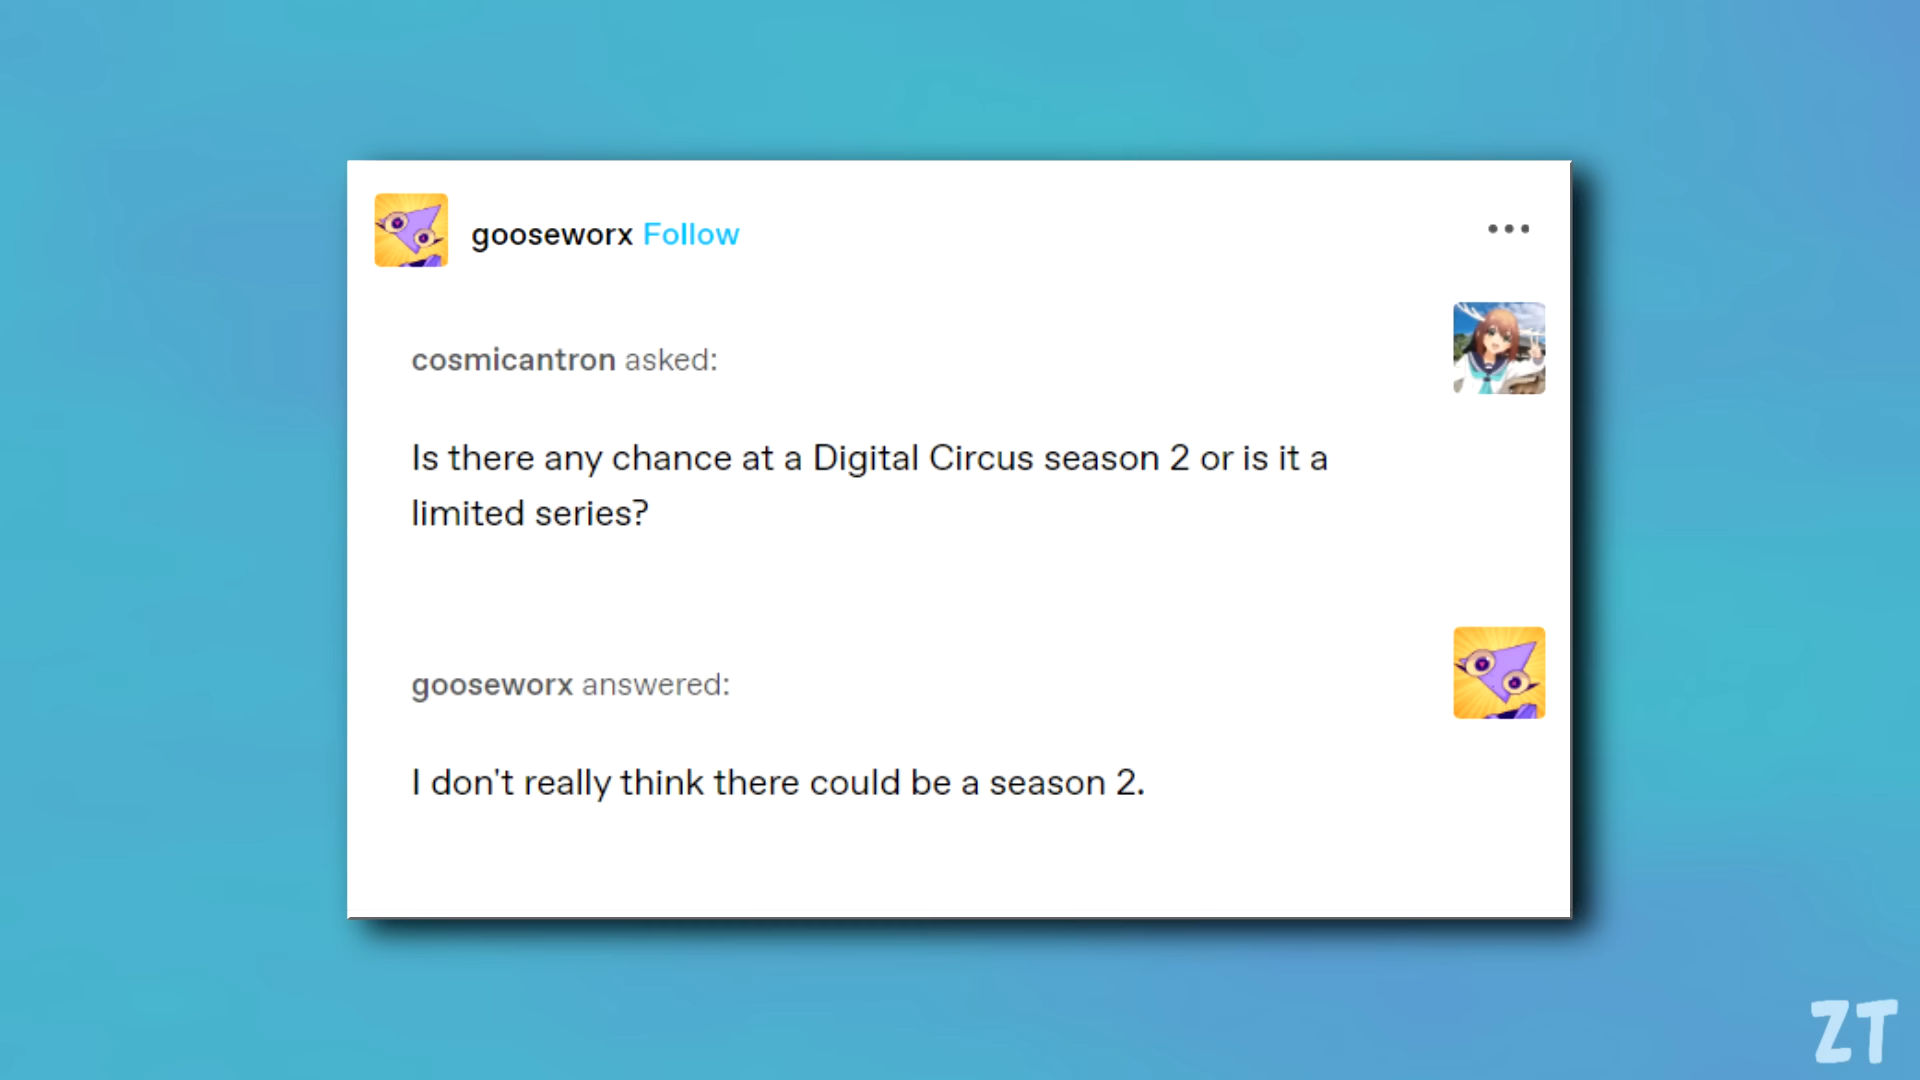 gooseworx Follow
cosmicantron asked:
Is there any chance at a Digital Circus season 2 or is it a
limited series?
gooseworx answered:
I don't really think there could be a season 2.
ZT